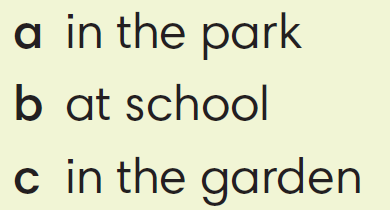 a in the park
b at school
c in the garden